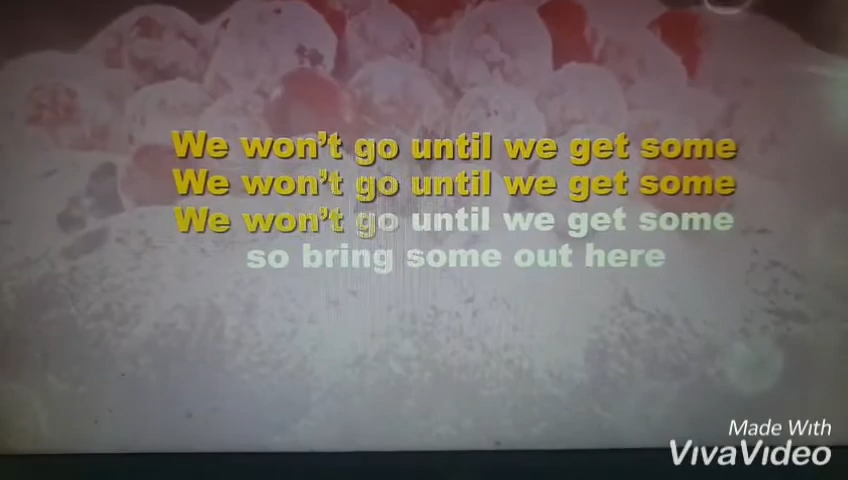 We won't go until we get some
We won't go until we get some
We won't go until we get some
so bring some out here
Made With
VivaVideo